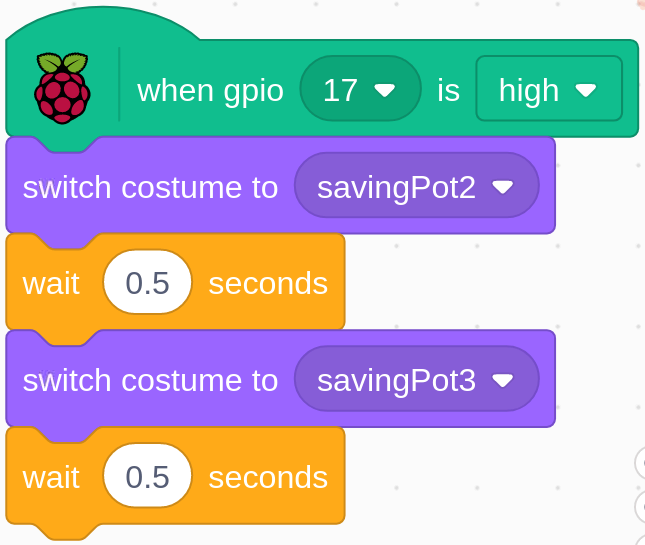 when gpio 17 is high
switch costume to savingPot2
wait 0.5 seconds
switch costume to savingPot3
wait 0.5 seconds